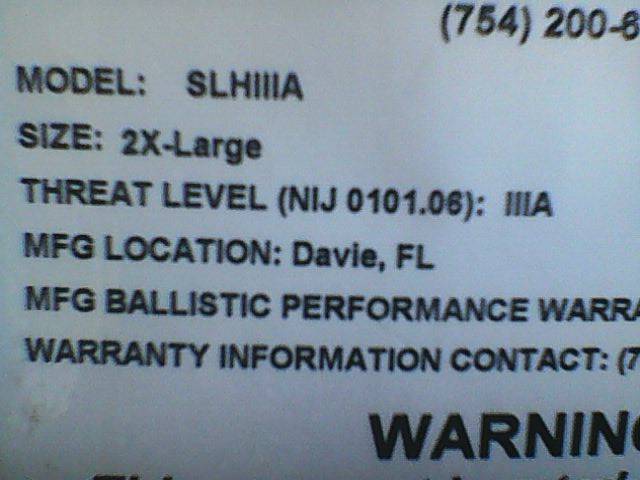 (754) 200-6
MODEL: SLHIIIA
SIZE: 2X-Large
THREAT LEVEL (NIJ 0101.06): IIIA
MFG LOCATION: Davie, FL
MFG BALLISTIC PERFORMANCE WARRA
WARRANTY INFORMATION CONTACT: (7
WARNING